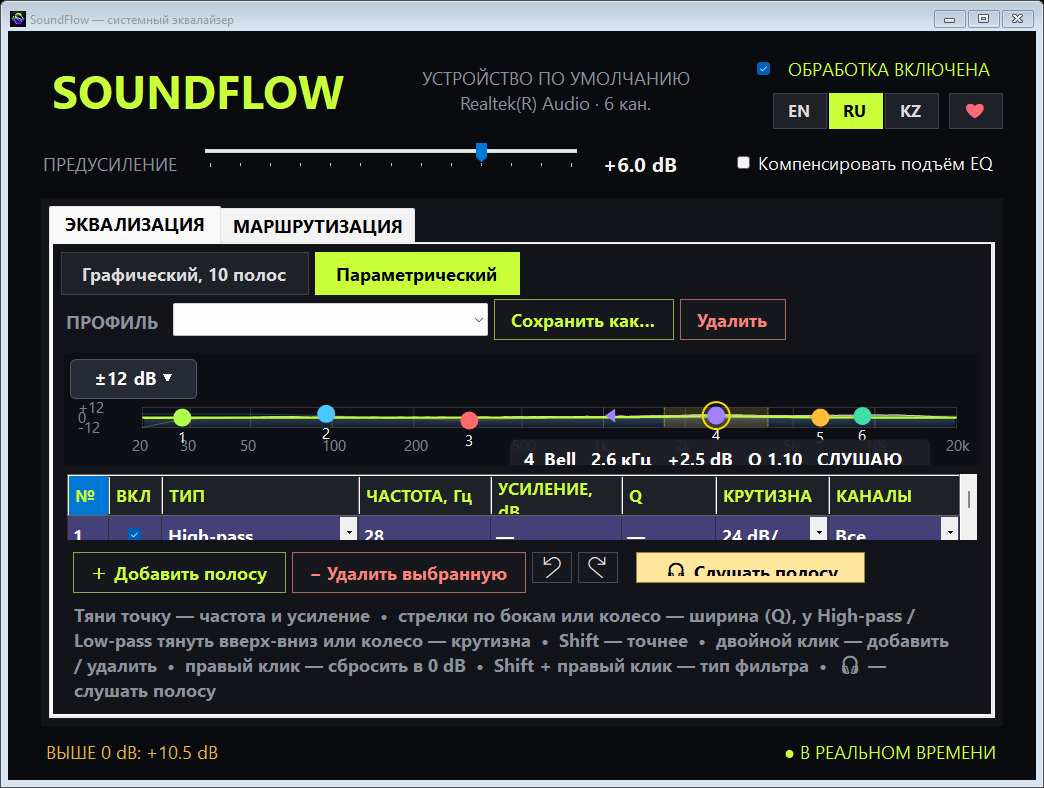 SoundFlow — системный эквалайзер
SOUNDFLOW
УСТРОЙСТВО ПО УМОЛЧАНИЮ
Realtek(R) Audio · 6 кан.
ОБРАБОТКА ВКЛЮЧЕНА
EN RU KZ
ПРЕДУСИЛЕНИЕ
+6.0 dB
Компенсировать подъём EQ
ЭКВАЛИЗАЦИЯ МАРШРУТИЗАЦИЯ
Графический, 10 полос Параметрический
ПРОФИЛЬ Сохранить как... Удалить
±12 dB ▼
+12
0
-12
1 2 3 4 5 6
20 30 50 100 200 500 1k 2k 5k 10k 20k
4 Bell 2.6 кГц +2.5 dB Q 1.10 СЛУШАЮ
№ ВКЛ ТИП ЧАСТОТА, Гц УСИЛЕНИЕ, dB Q КРУТИЗНА КАНАЛЫ
1 High-pass 28 — — 24 dB/ Все
+ Добавить полосу – Удалить выбранную Слушать полосу
Тяни точку — частота и усиление • стрелки по бокам или колесо — ширина (Q), у High-pass /
Low-pass тянуть вверх-вниз или колесо — крутизна • Shift — точнее • двойной клик — добавить
/ удалить • правый клик — сбросить в 0 dB • Shift + правый клик — тип фильтра • 🎧 —
слушать полосу
ВЫШЕ 0 dB: +10.5 dB
● В РЕАЛЬНОМ ВРЕМЕНИ